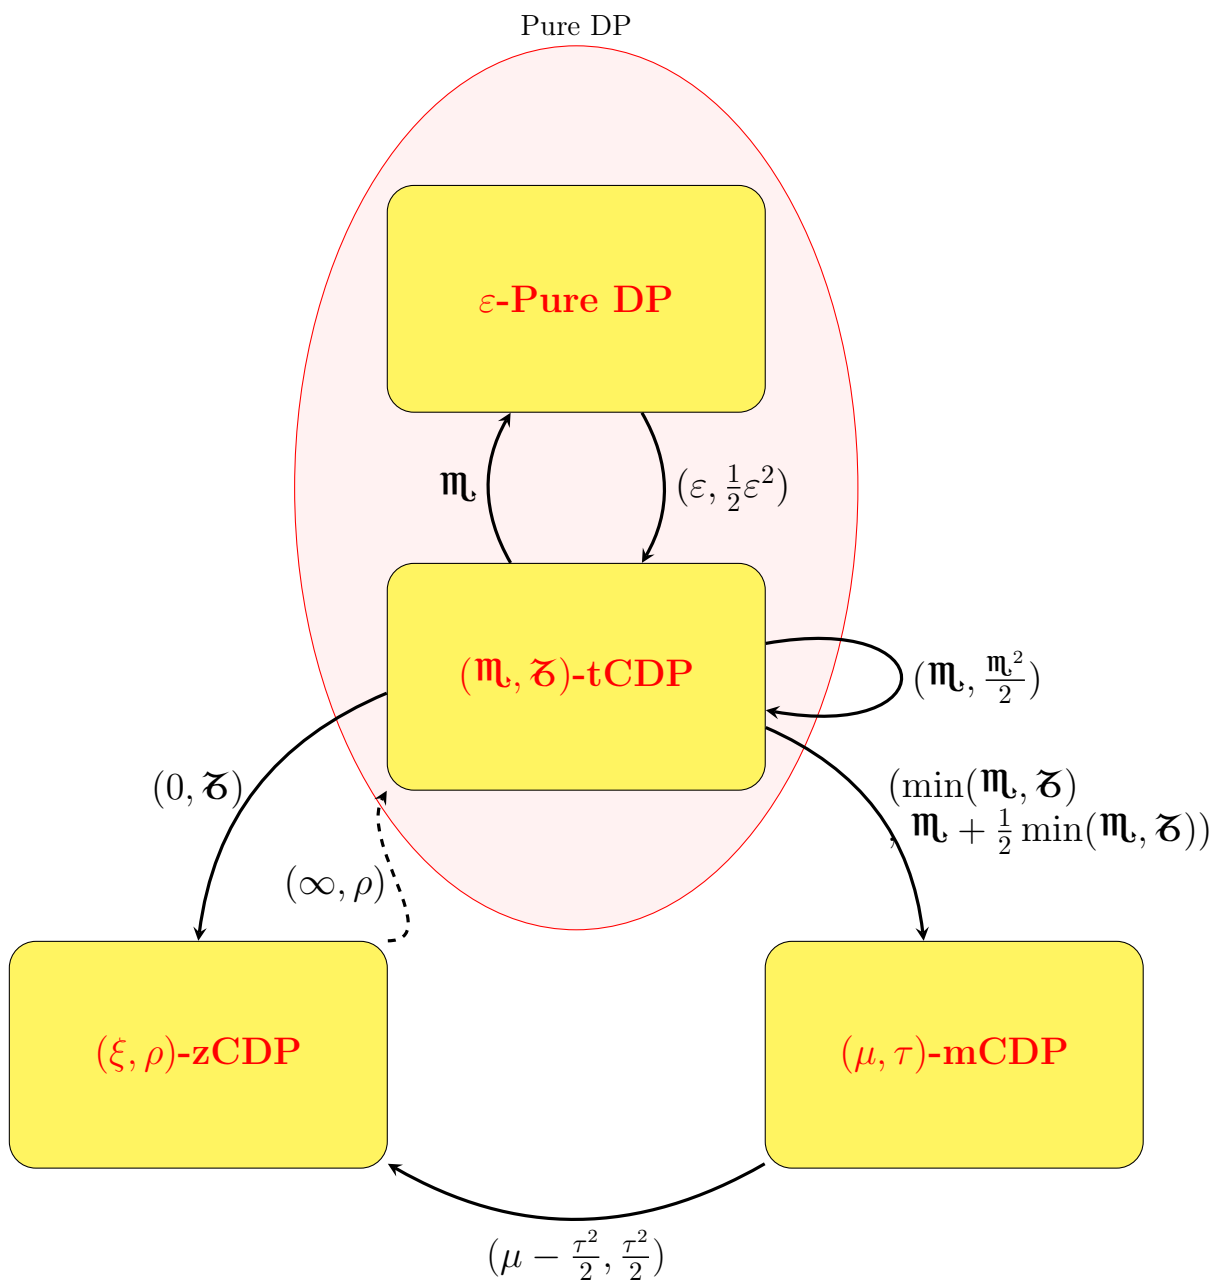 Pure DP
ε-Pure DP
♏
(ε, ½ε²)
(♏, ♑)-tCDP
(♏, ♏²/2)
(0, ♑)
(min(♏, ♑)
, ♏ + ½ min(♏, ♑))
(∞, ρ)
(ξ, ρ)-zCDP
(μ, τ)-mCDP
(μ − τ²/2, τ²/2)